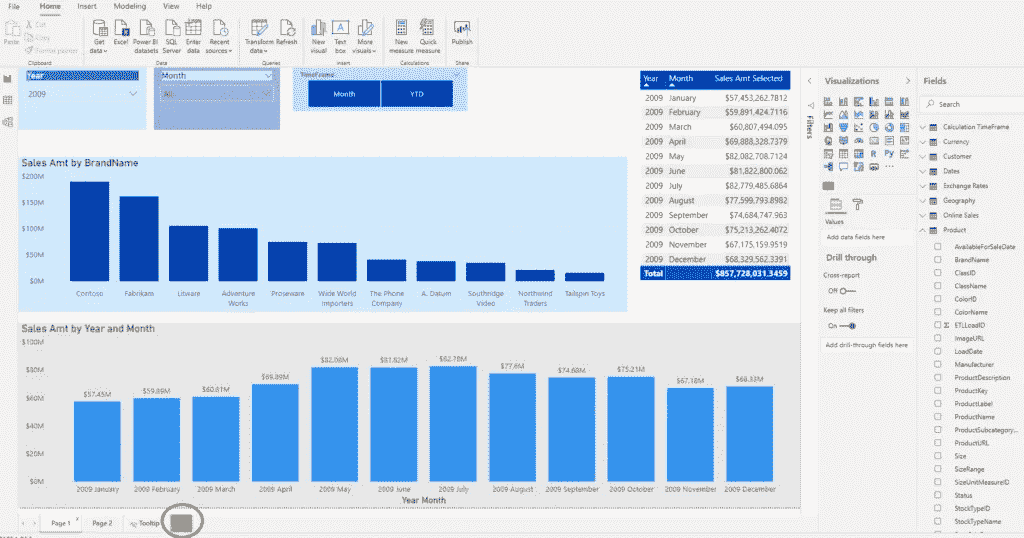 File Home Insert Modeling View Help
Paste Cut
Copy
Format painter
Get data Excel Power BI datasets SQL Server Enter data Recent sources Transform data Refresh New visual Text box More visuals New measure Quick measure Publish
Clipboard Data Queries Insert Calculations Share
Year
2009
Month
All
TimeFrame
Month YTD
Year Month Sales Amt Selected
2009 January $57,453,262.7812
2009 February $59,891,424.7116
2009 March $60,807,494.095
2009 April $69,888,328.7379
2009 May $82,082,708.7124
2009 June $81,822,800.062
2009 July $82,779,485.6864
2009 August $77,599,793.8982
2009 September $74,684,747.963
2009 October $75,213,262.4072
2009 November $67,175,159.9519
2009 December $68,329,562.3391
Total $857,728,031.3459
Sales Amt by BrandName
$200M
$150M
$100M
$50M
$0M
Contoso Fabrikam Litware Adventure Works Proseware Wide World Importers The Phone Company A. Datum Southridge Video Northwind Traders Tailspin Toys
Sales Amt by Year and Month
$100M
$80M
$60M
$40M
$20M
$0M
$57.45M $59.89M $60.81M $69.89M $82.08M $81.82M $82.78M $77.6M $74.68M $75.21M $67.18M $68.33M
2009 January 2009 February 2009 March 2009 April 2009 May 2009 June 2009 July 2009 August 2009 September 2009 October 2009 November 2009 December
Year Month
Page 1 Page 2 Tooltip
Filters
Visualizations
Values
Add data fields here
Drill through
Cross-report
Off
Keep all filters
On
Add drill-through fields here
Fields
Search
Calculation TimeFrame
Currency
Customer
Dates
Exchange Rates
Geography
Online Sales
Product
AvailableForSaleDate
BrandName
ClassID
ClassName
ColorID
ColorName
ETLLoadID
ImageURL
LoadDate
Manufacturer
ProductDescription
ProductKey
ProductLabel
ProductName
ProductSubcategory...
ProductURL
Size
SizeRange
SizeUnitMeasureID
Status
StockTypeID
StockTypeName